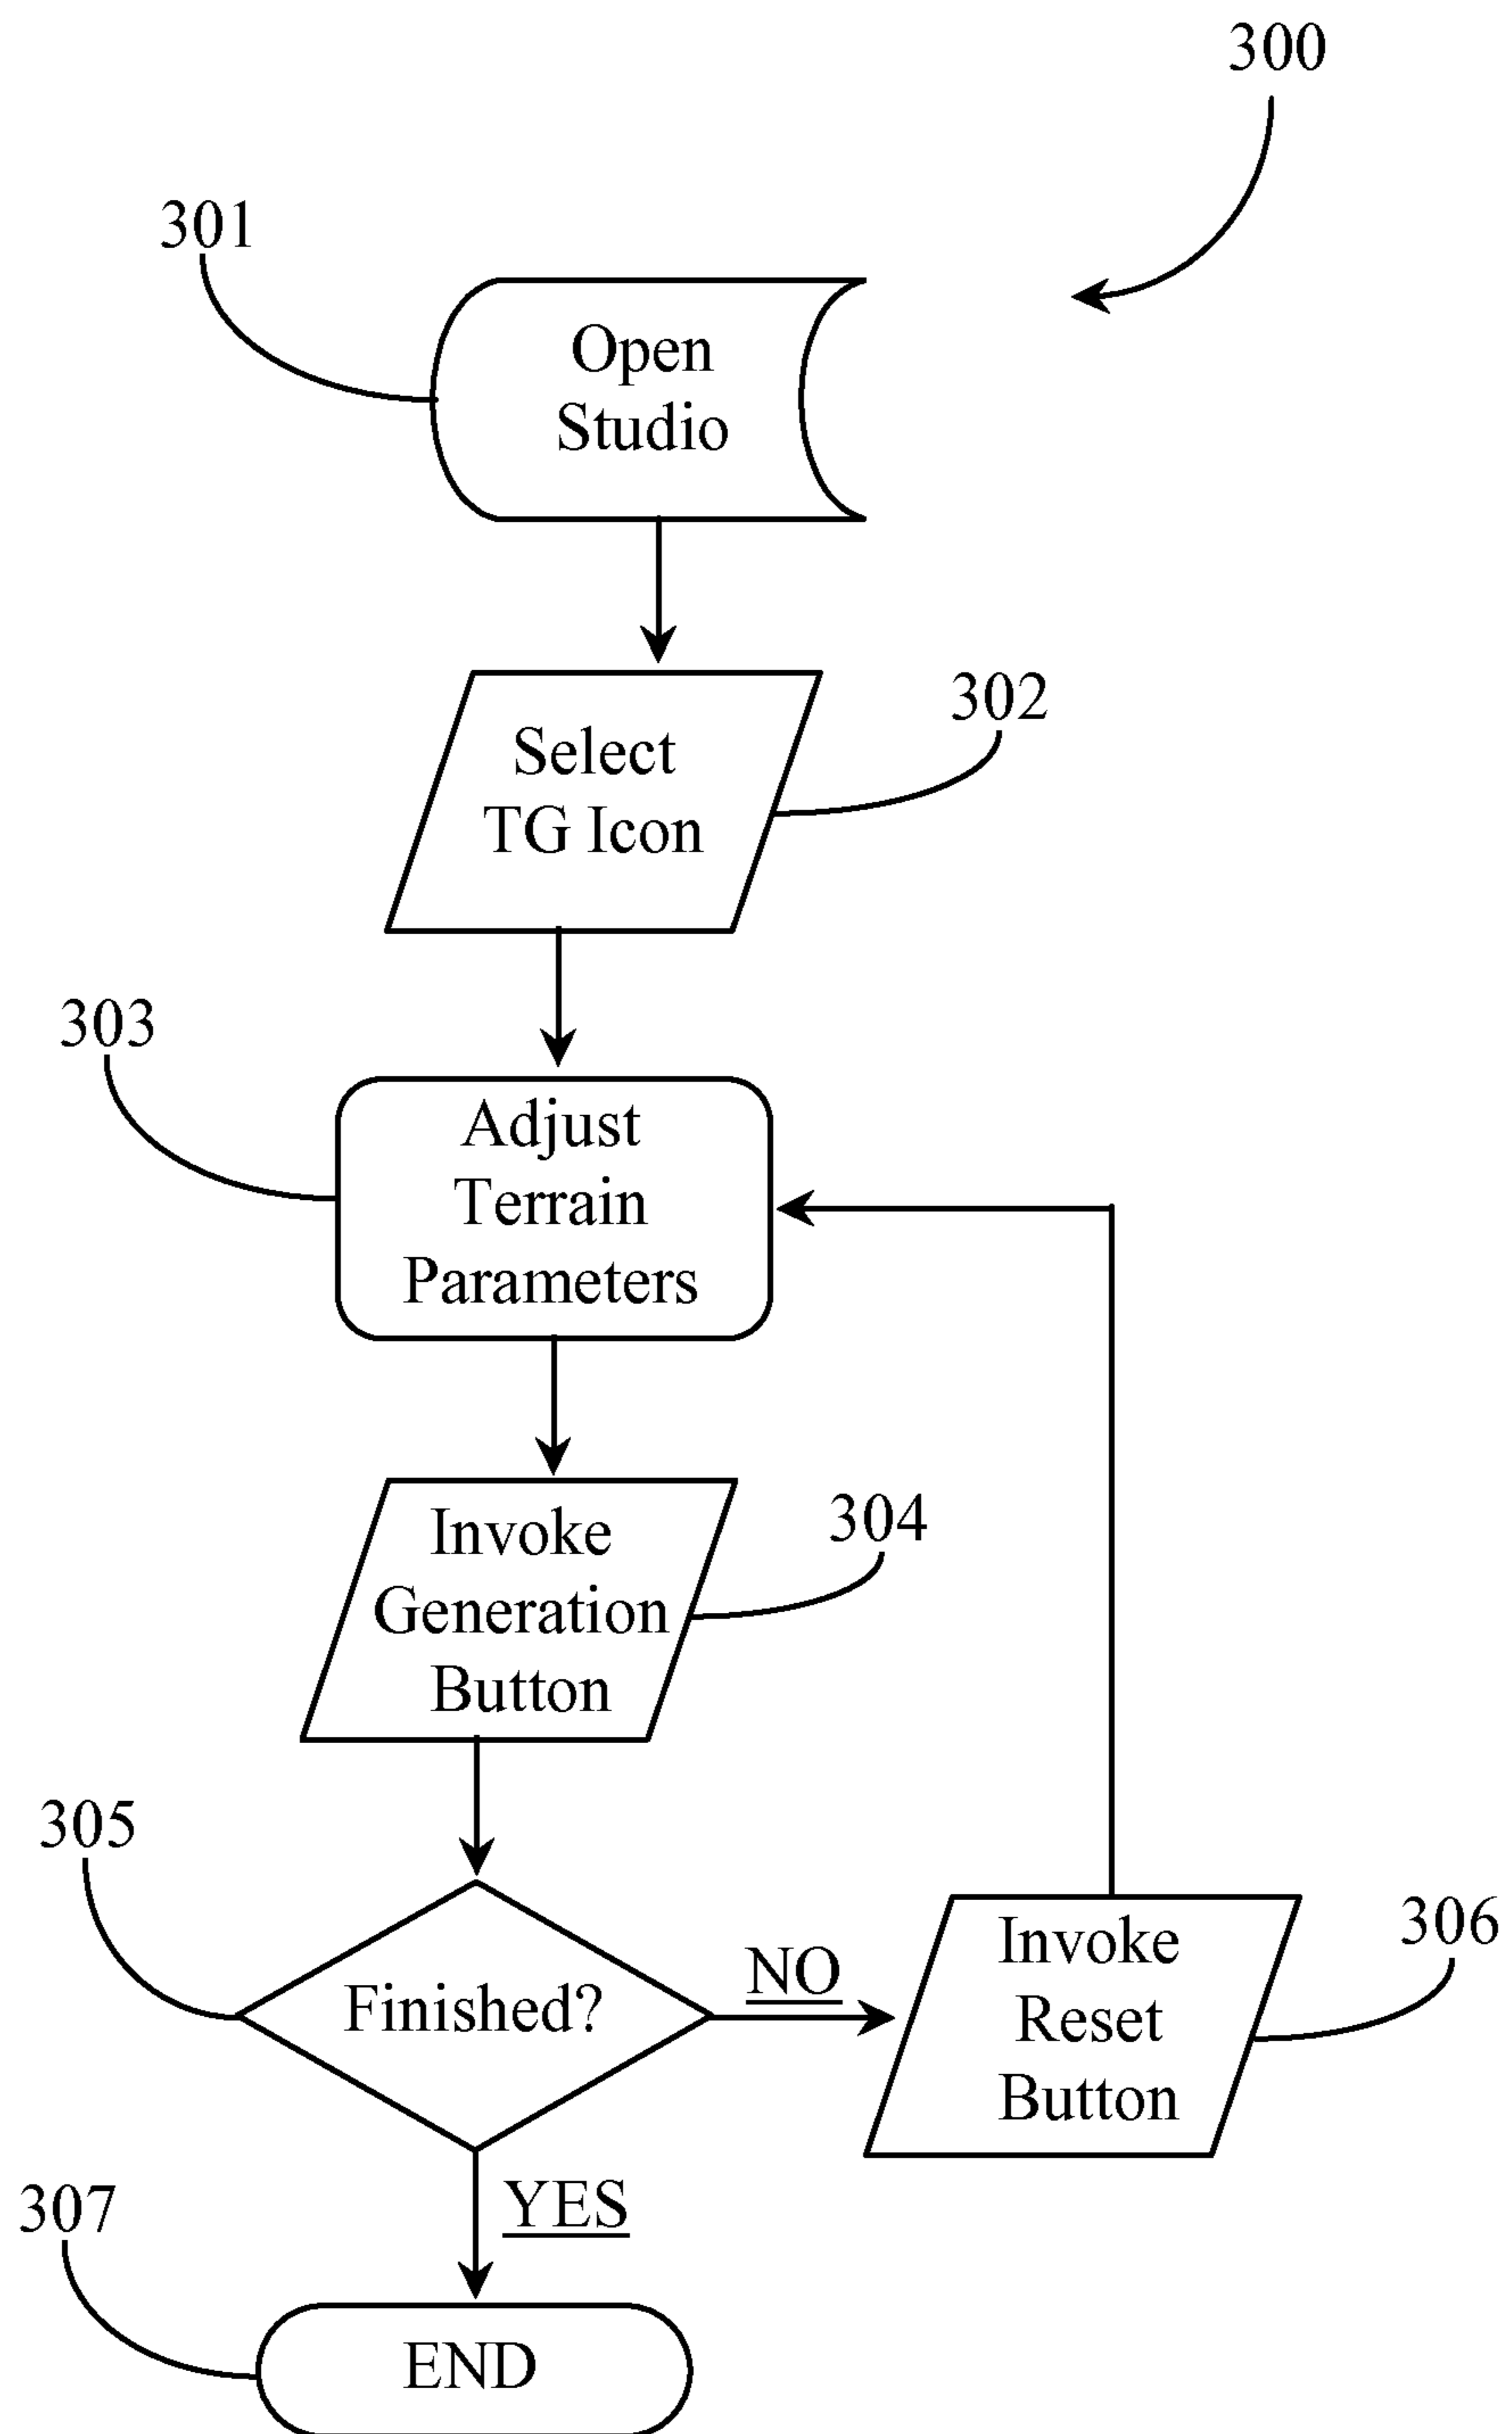 300
301
Open
Studio
302
Select
TG Icon
303
Adjust
Terrain
Parameters
304
Invoke
Generation
Button
305
Finished?
NO
306
Invoke
Reset
Button
YES
307
END